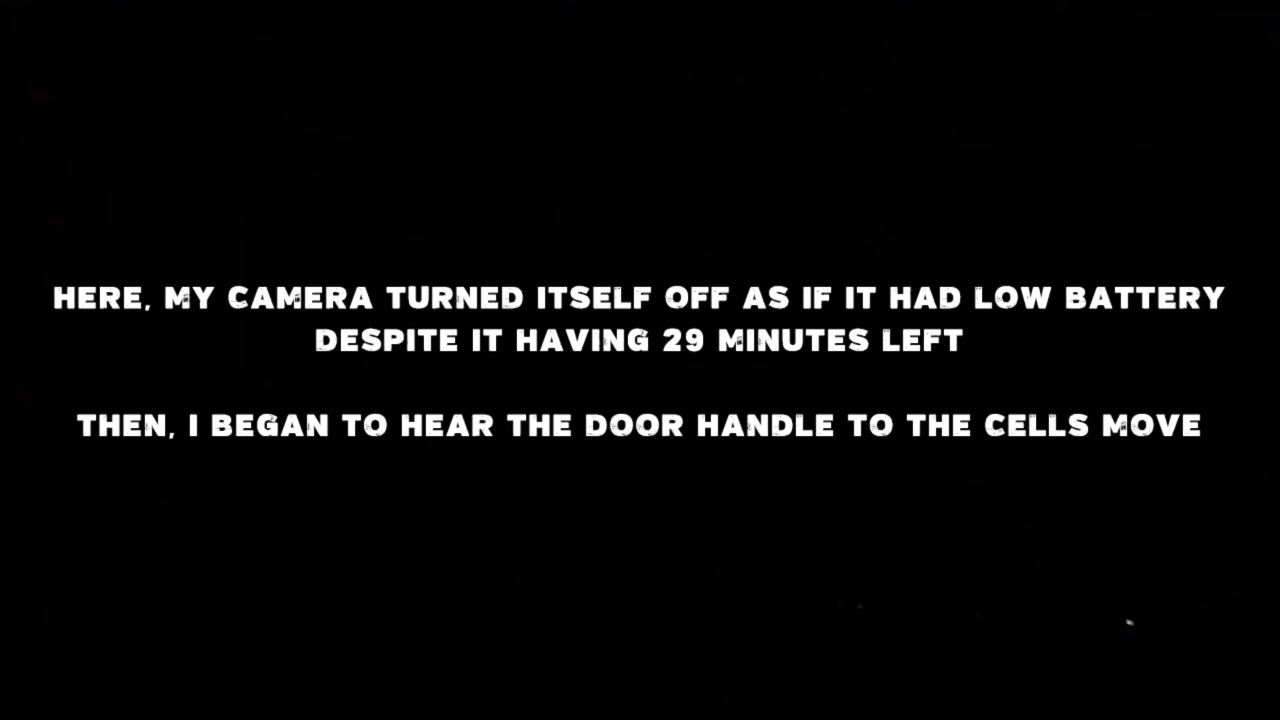 HERE, MY CAMERA TURNED ITSELF OFF AS IF IT HAD LOW BATTERY
DESPITE IT HAVING 29 MINUTES LEFT
THEN, I BEGAN TO HEAR THE DOOR HANDLE TO THE CELLS MOVE